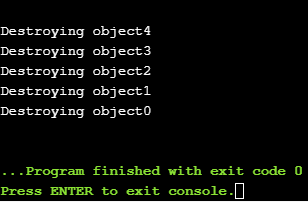 Destroying object4
Destroying object3
Destroying object2
Destroying object1
Destroying object0
...Program finished with exit code 0
Press ENTER to exit console.